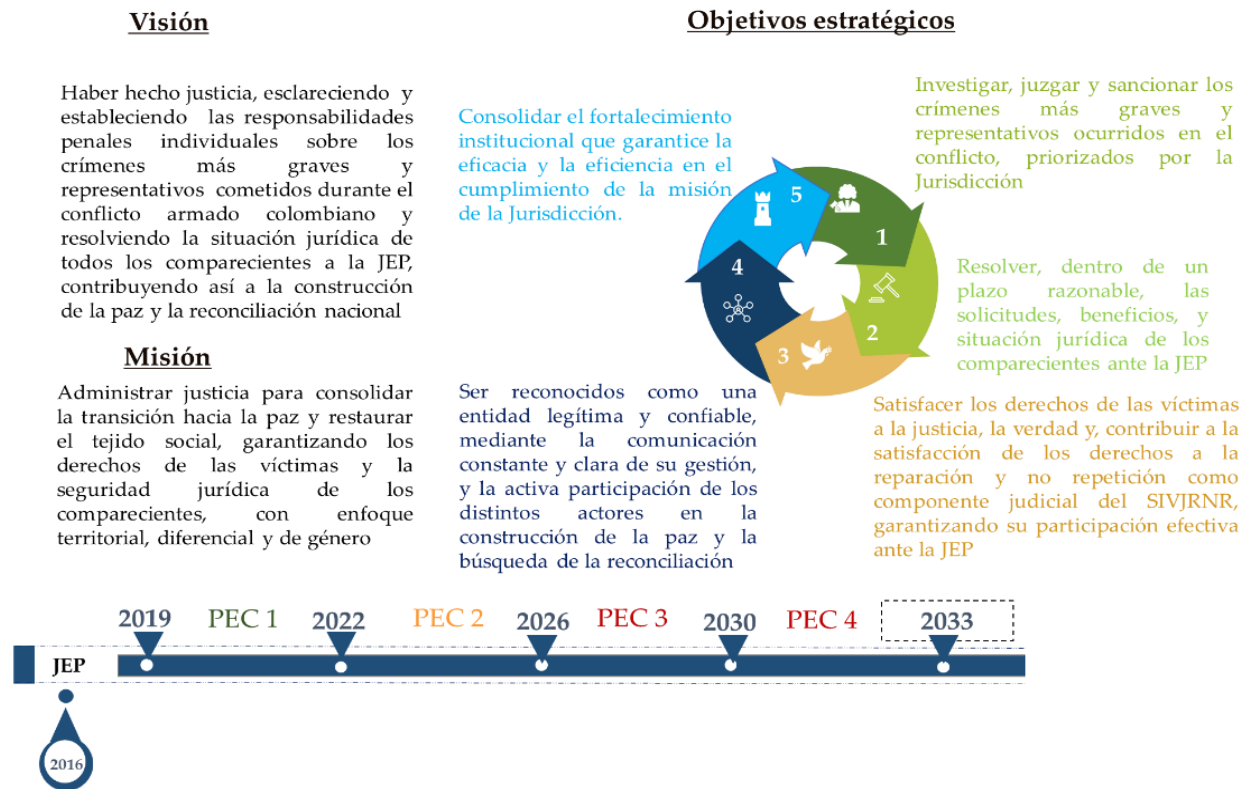 Visión
Haber hecho justicia, esclareciendo y
estableciendo las responsabilidades
penales individuales sobre los
crímenes más graves y
representativos cometidos durante el
conflicto armado colombiano y
resolviendo la situación jurídica de
todos los comparecientes a la JEP,
contribuyendo así a la construcción
de la paz y la reconciliación nacional
Misión
Administrar justicia para consolidar
la transición hacia la paz y restaurar
el tejido social, garantizando los
derechos de las víctimas y la
seguridad jurídica de los
comparecientes, con enfoque
territorial, diferencial y de género
Objetivos estratégicos
Consolidar el fortalecimiento
institucional que garantice la
eficacia y la eficiencia en el
cumplimiento de la misión
de la Jurisdicción.
Investigar, juzgar y sancionar los
crímenes más graves y
representativos ocurridos en el
conflicto, priorizados por la
Jurisdicción
5
1
4
2
3
Resolver, dentro de un
plazo razonable, las
solicitudes, beneficios, y
situación jurídica de los
comparecientes ante la JEP
Ser reconocidos como una
entidad legítima y confiable,
mediante la comunicación
constante y clara de su gestión,
y la activa participación de los
distintos actores en la
construcción de la paz y la
búsqueda de la reconciliación
Satisfacer los derechos de las víctimas
a la justicia, la verdad y, contribuir a la
satisfacción de los derechos a la
reparación y no repetición como
componente judicial del SIVJRNR,
garantizando su participación efectiva
ante la JEP
2019 PEC 1 2022 PEC 2 2026 PEC 3 2030 PEC 4 2033
JEP
2016